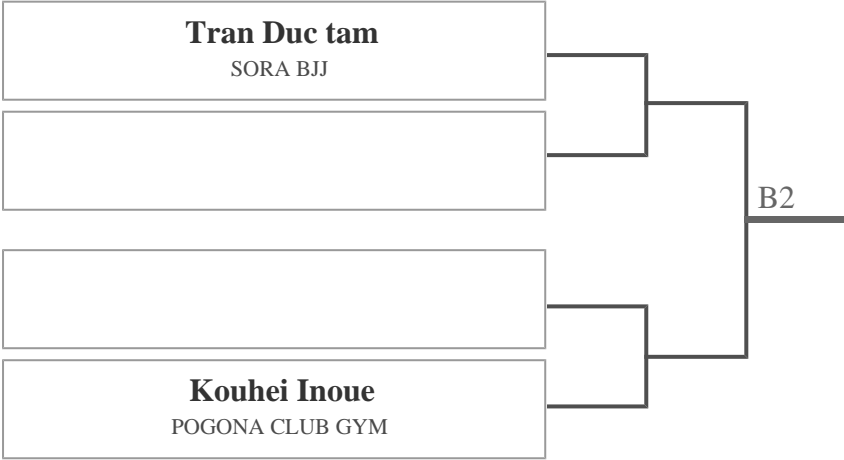 Tran Duc tam
SORA BJJ
B2
Kouhei Inoue
POGONA CLUB GYM